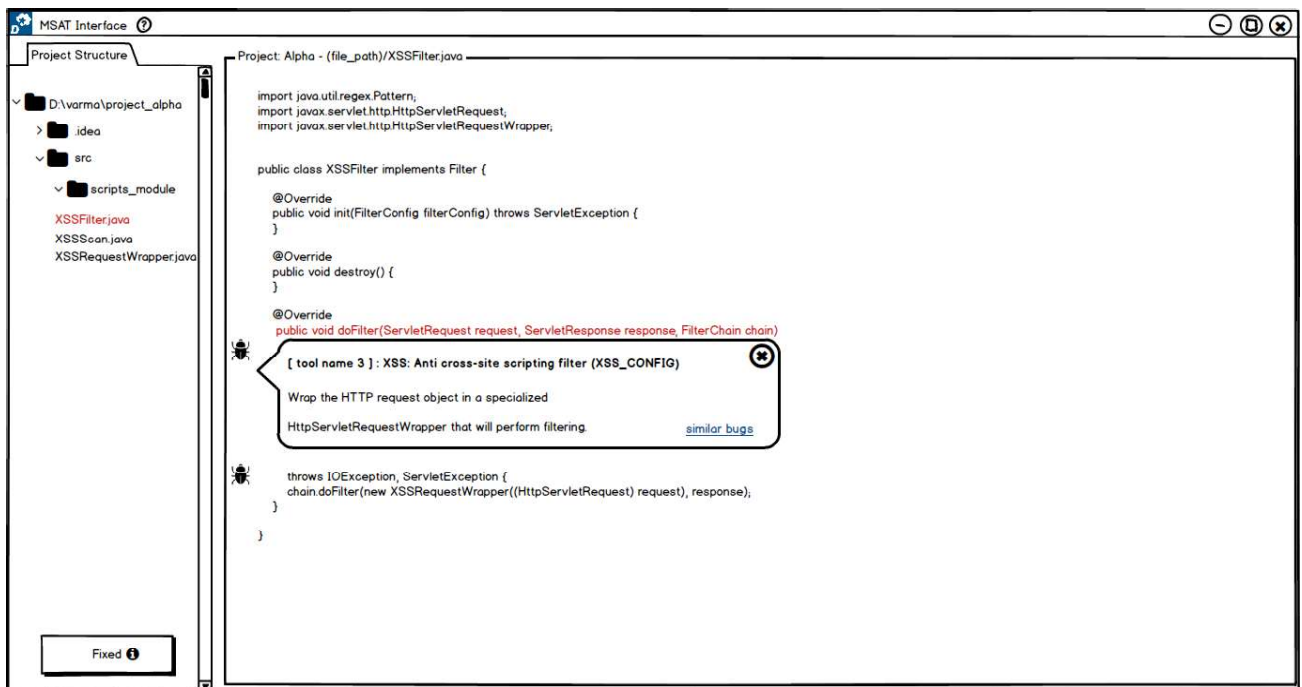 MSAT Interface ?
Project Structure
D:\varma\project_alpha
.idea
src
scripts_module
XSSFilter.java
XSSScan.java
XSSRequestWrapper.java
Fixed i
Project: Alpha - (file_path)/XSSFilter.java
import java.util.regex.Pattern;
import javax.servlet.http.HttpServletRequest;
import javax.servlet.http.HttpServletRequestWrapper;
public class XSSFilter implements Filter {
@Override
public void init(FilterConfig filterConfig) throws ServletException {
}
@Override
public void destroy() {
}
@Override
public void doFilter(ServletRequest request, ServletResponse response, FilterChain chain)
[ tool name 3 ] : XSS: Anti cross-site scripting filter (XSS_CONFIG)
Wrap the HTTP request object in a specialized
HttpServletRequestWrapper that will perform filtering.
similar bugs
throws IOException, ServletException {
chain.doFilter(new XSSRequestWrapper((HttpServletRequest) request), response);
}
}